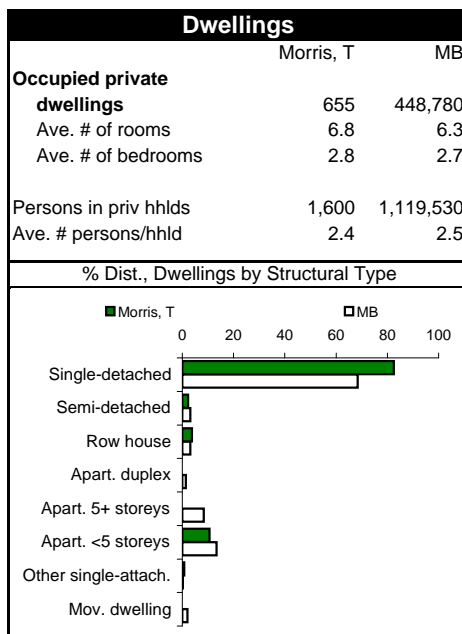 Dwellings
Morris, T MB
Occupied private
dwellings 655 448,780
Ave. # of rooms 6.8 6.3
Ave. # of bedrooms 2.8 2.7
Persons in priv hhlds 1,600 1,119,530
Ave. # persons/hhld 2.4 2.5
% Dist., Dwellings by Structural Type
Morris, T MB
0 20 40 60 80 100
Single-detached
Semi-detached
Row house
Apart. duplex
Apart. 5+ storeys
Apart. <5 storeys
Other single-attach.
Mov. dwelling